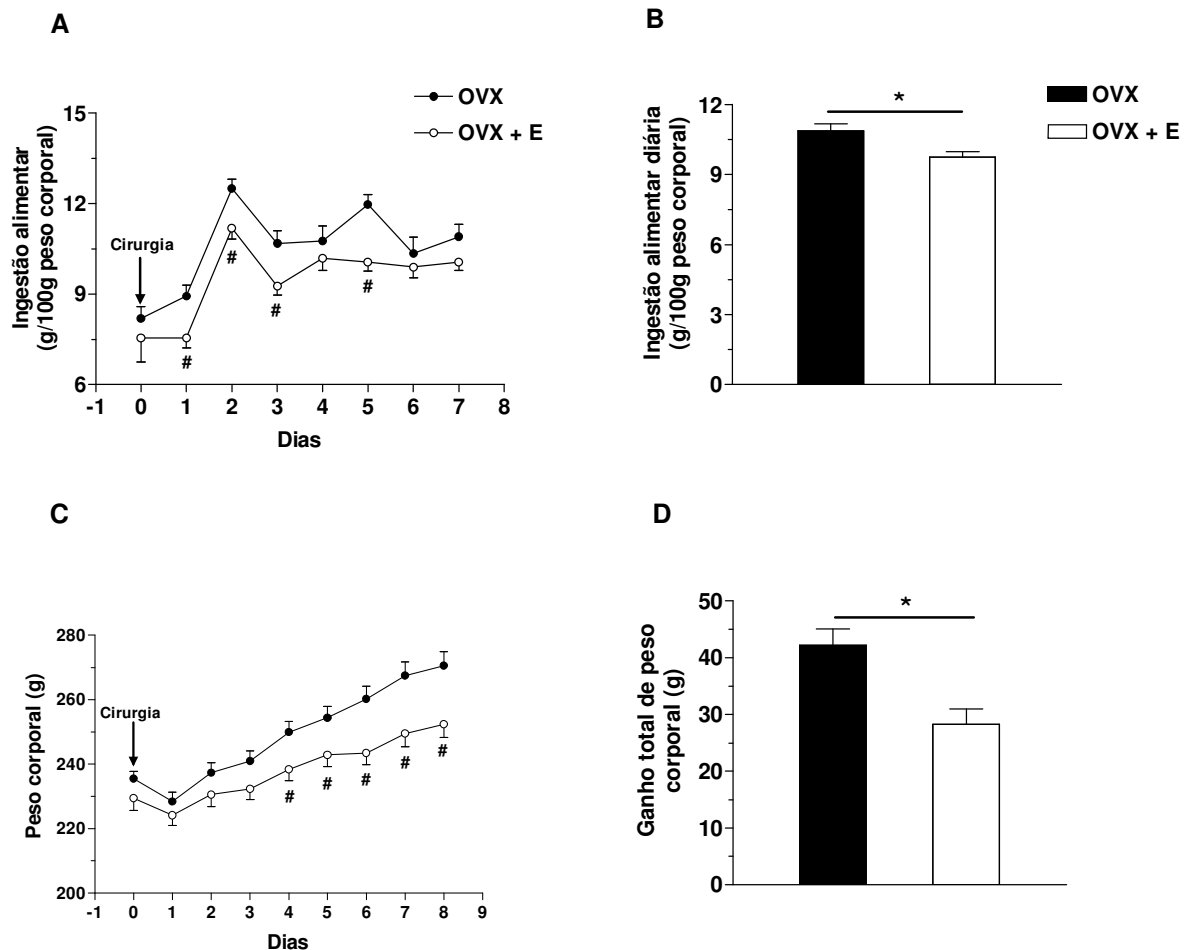 A
OVX
OVX + E
Ingestão alimentar
(g/100g peso corporal)
15
12
9
6
Cirurgia
#
#
#
#
-1 0 1 2 3 4 5 6 7 8
Dias
B
OVX
OVX + E
Ingestão alimentar diária
(g/100g peso corporal)
12
9
6
3
0
*
C
Peso corporal (g)
280
260
240
220
200
Cirurgia
#
#
#
#
#
-1 0 1 2 3 4 5 6 7 8 9
Dias
D
Ganho total de peso
corporal (g)
50
40
30
20
10
0
*